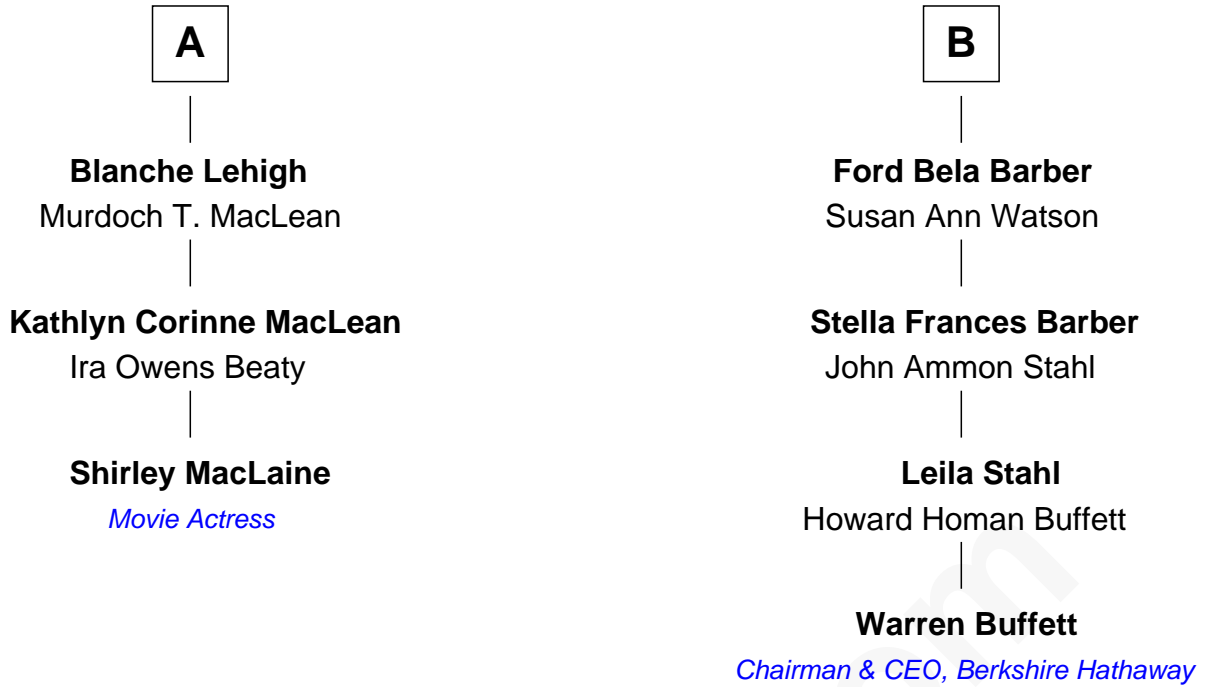 A
Blanche Lehigh
Murdoch T. MacLean
Kathlyn Corinne MacLean
Ira Owens Beaty
Shirley MacLaine
Movie Actress
B
Ford Bela Barber
Susan Ann Watson
Stella Frances Barber
John Ammon Stahl
Leila Stahl
Howard Homan Buffett
Warren Buffett
Chairman & CEO, Berkshire Hathaway